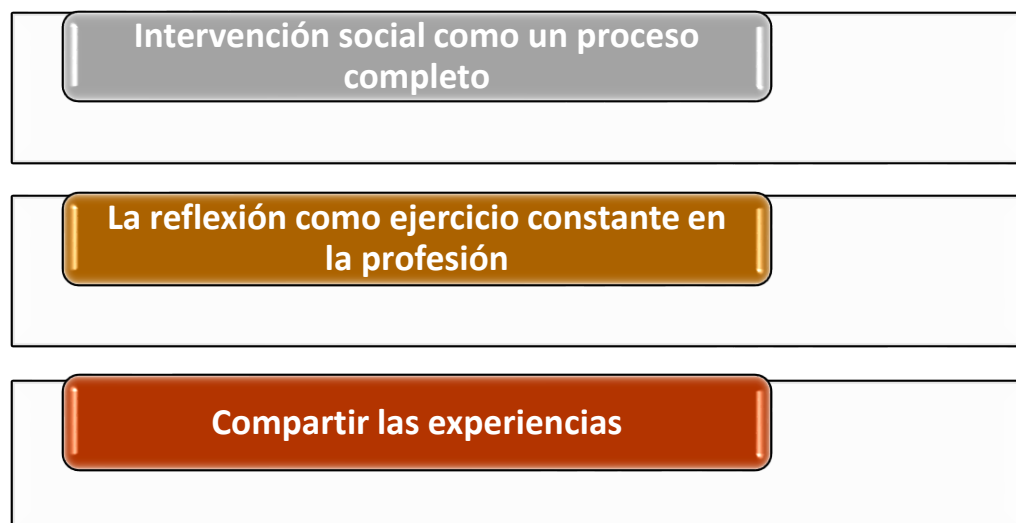 Intervención social como un proceso
completo
La reflexión como ejercicio constante en
la profesión
Compartir las experiencias